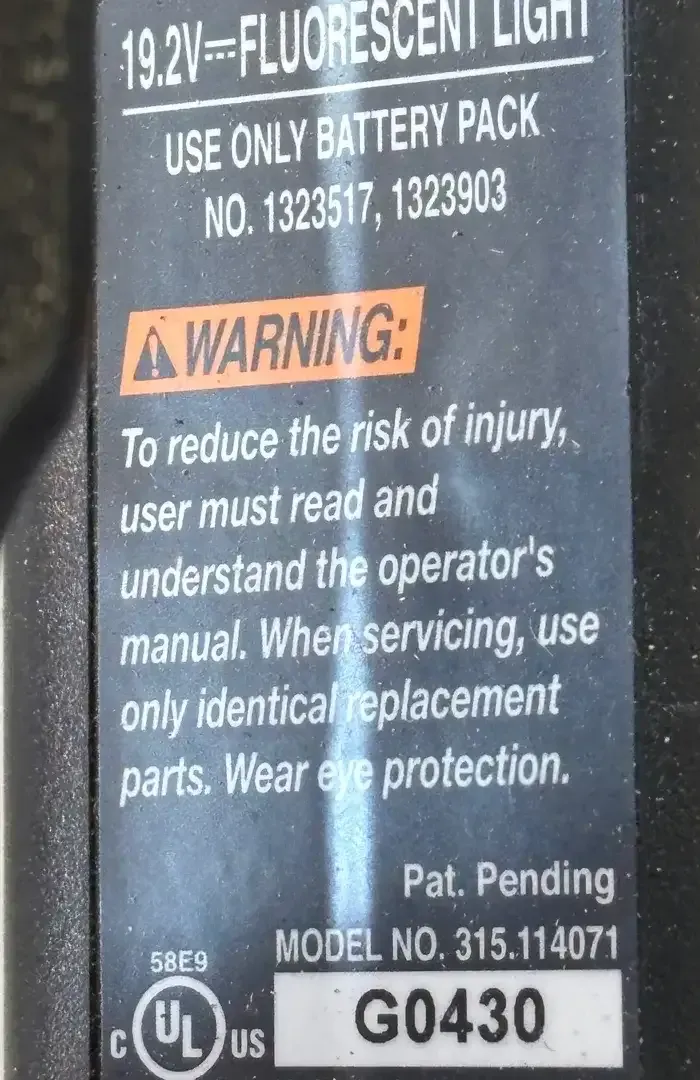 19.2V⎓FLUORESCENT LIGHT
USE ONLY BATTERY PACK
NO. 1323517, 1323903
WARNING:
To reduce the risk of injury,
user must read and
understand the operator's
manual. When servicing, use
only identical replacement
parts. Wear eye protection.
Pat. Pending
MODEL NO. 315.114071
58E9
C UL US
G0430